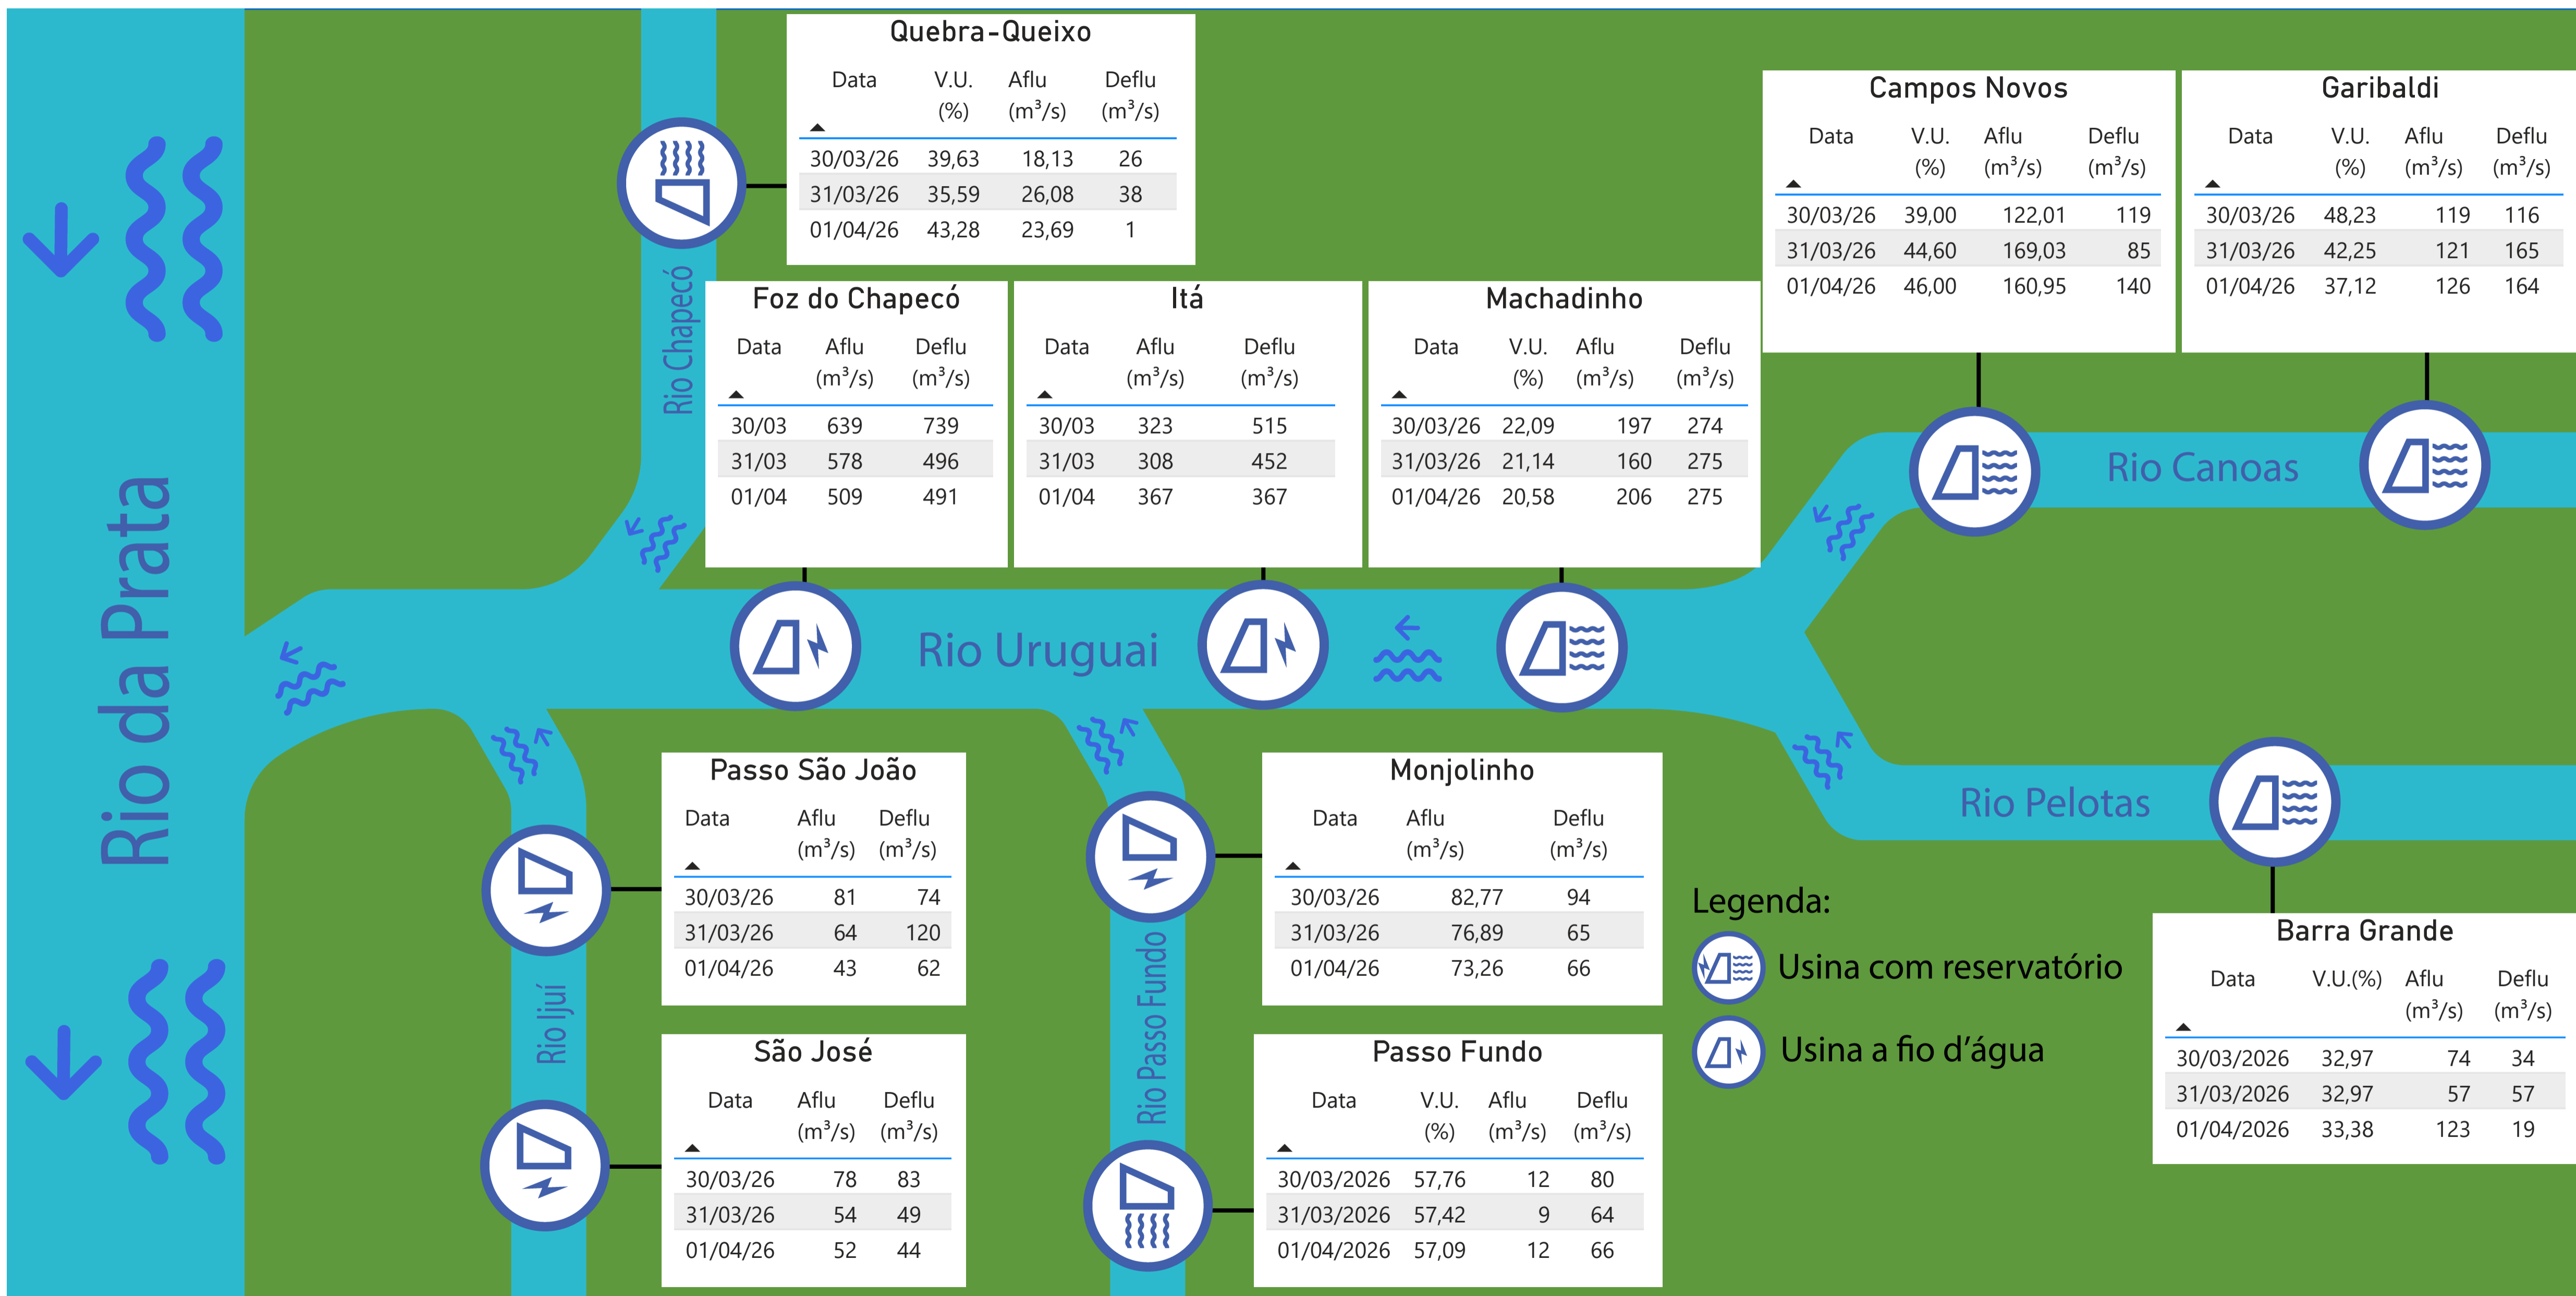 Quebra-Queixo
Data V.U. (%) Aflu (m³/s) Deflu (m³/s)
30/03/26 39,63 18,13 26
31/03/26 35,59 26,08 38
01/04/26 43,28 23,69 1
Campos Novos
Data V.U. (%) Aflu (m³/s) Deflu (m³/s)
30/03/26 39,00 122,01 119
31/03/26 44,60 169,03 85
01/04/26 46,00 160,95 140
Garibaldi
Data V.U. (%) Aflu (m³/s) Deflu (m³/s)
30/03/26 48,23 119 116
31/03/26 42,25 121 165
01/04/26 37,12 126 164
Foz do Chapecó
Data Aflu (m³/s) Deflu (m³/s)
30/03 639 739
31/03 578 496
01/04 509 491
Itá
Data Aflu (m³/s) Deflu (m³/s)
30/03 323 515
31/03 308 452
01/04 367 367
Machadinho
Data V.U. (%) Aflu (m³/s) Deflu (m³/s)
30/03/26 22,09 197 274
31/03/26 21,14 160 275
01/04/26 20,58 206 275
Rio Chapecó
Rio Canoas
Rio da Prata
Rio Uruguai
Rio Pelotas
Passo São João
Data Aflu (m³/s) Deflu (m³/s)
30/03/26 81 74
31/03/26 64 120
01/04/26 43 62
Monjolinho
Data Aflu (m³/s) Deflu (m³/s)
30/03/26 82,77 94
31/03/26 76,89 65
01/04/26 73,26 66
Rio Ijuí
Rio Passo Fundo
São José
Data Aflu (m³/s) Deflu (m³/s)
30/03/26 78 83
31/03/26 54 49
01/04/26 52 44
Passo Fundo
Data V.U. (%) Aflu (m³/s) Deflu (m³/s)
30/03/2026 57,76 12 80
31/03/2026 57,42 9 64
01/04/2026 57,09 12 66
Legenda:
Usina com reservatório
Usina a fio d'água
Barra Grande
Data V.U.(%) Aflu (m³/s) Deflu (m³/s)
30/03/2026 32,97 74 34
31/03/2026 32,97 57 57
01/04/2026 33,38 123 19